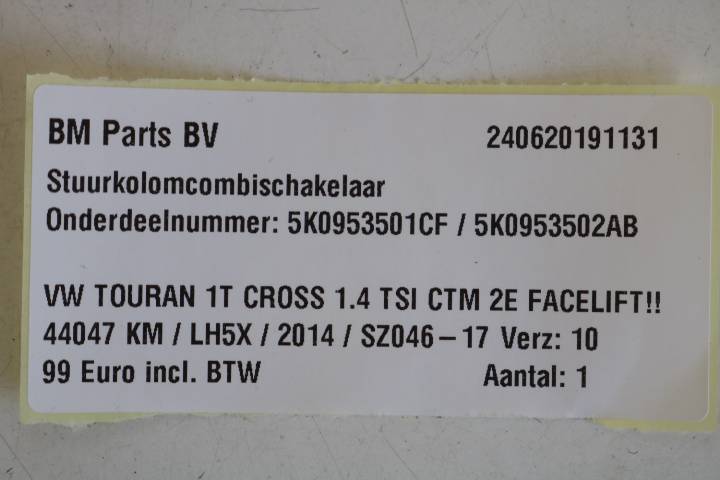 BM Parts BV 240620191131
Stuurkolomcombischakelaar
Onderdeelnummer: 5K0953501CF / 5K0953502AB
VW TOURAN 1T CROSS 1.4 TSI CTM 2E FACELIFT!!
44047 KM / LH5X / 2014 / SZ046-17 Verz: 10
99 Euro incl. BTW Aantal: 1